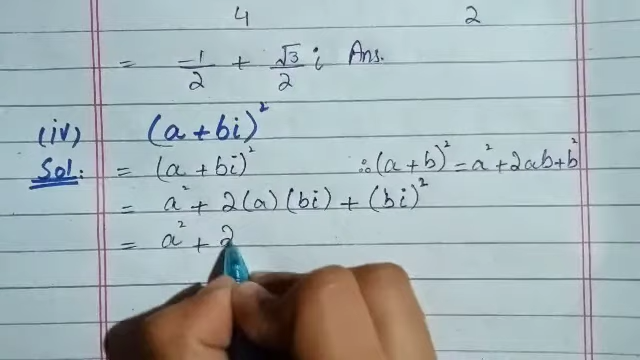 4 2
= -1/2 + √3/2 i Ans.
(iv) (a + bi)²
Sol: = (a + bi)² ∴(a + b)² = a² + 2ab + b²
= a² + 2(a)(bi) + (bi)²
= a² + 2